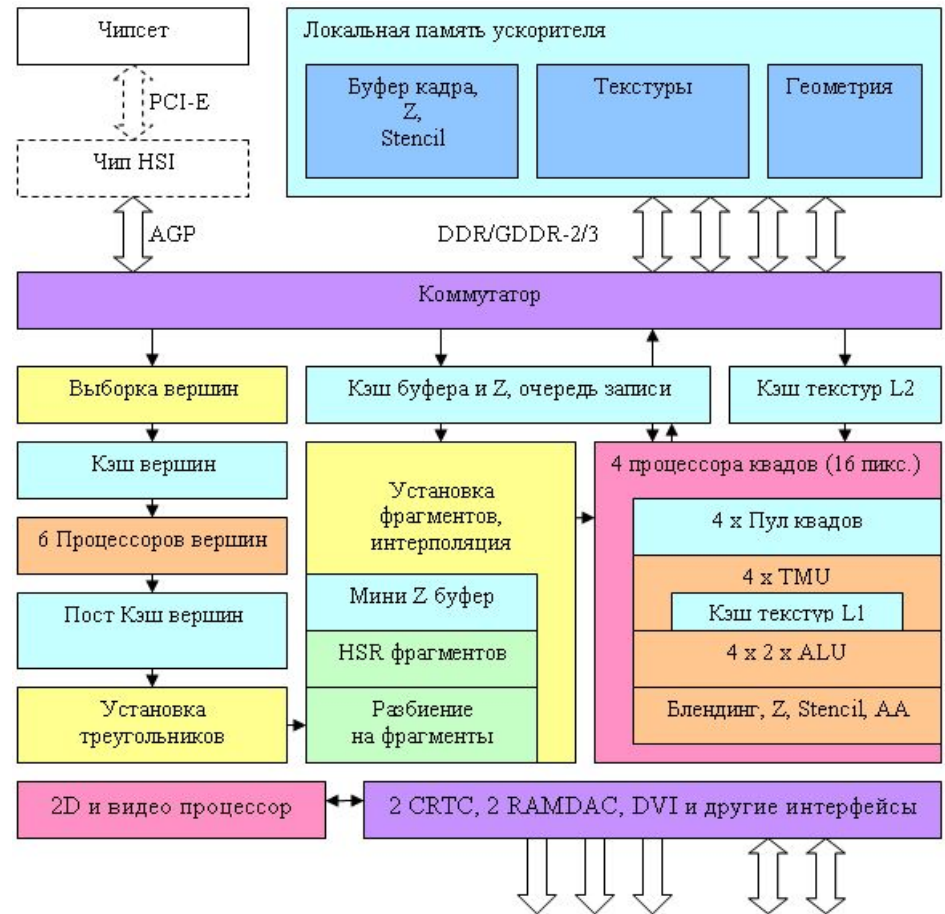 Чипсет
Локальная память ускорителя
Буфер кадра,
Z,
Stencil
Текстуры
Геометрия
PCI-E
Чип HSI
AGP
DDR/GDDR-2/3
Коммутатор
Выборка вершин
Кэш буфера и Z, очередь записи
Кэш текстур L2
Кэш вершин
Установка
фрагментов,
интерполяция
4 процессора квадов (16 пикс.)
6 Процессоров вершин
4 x Пул квадов
4 x TMU
Пост Кэш вершин
Мини Z буфер
Кэш текстур L1
HSR фрагментов
4 x 2 x ALU
Установка
треугольников
Разбиение
на фрагменты
Блендинг, Z, Stencil, AA
2D и видео процессор
2 CRTC, 2 RAMDAC, DVI и другие интерфейсы